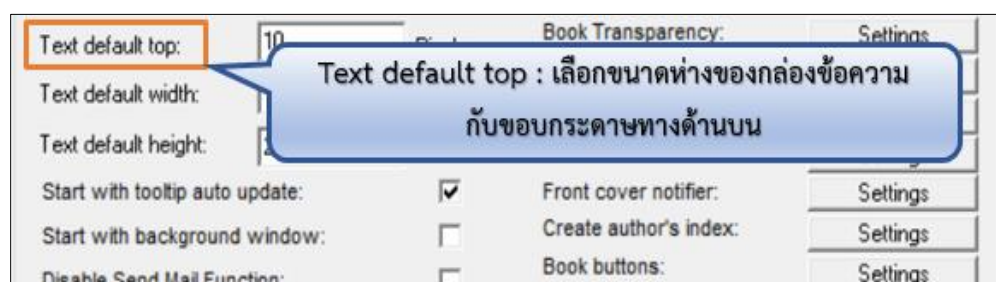 Text default top:
10
Book Transparency:
Settings
Text default top : เลือกขนาดห่างของกล่องข้อความ
กับขอบกระดาษทางด้านบน
Text default width:
Text default height:
Start with tooltip auto update:
Front cover notifier:
Settings
Start with background window:
Create author's index:
Settings
Disable Send Mail Function:
Book buttons:
Settings